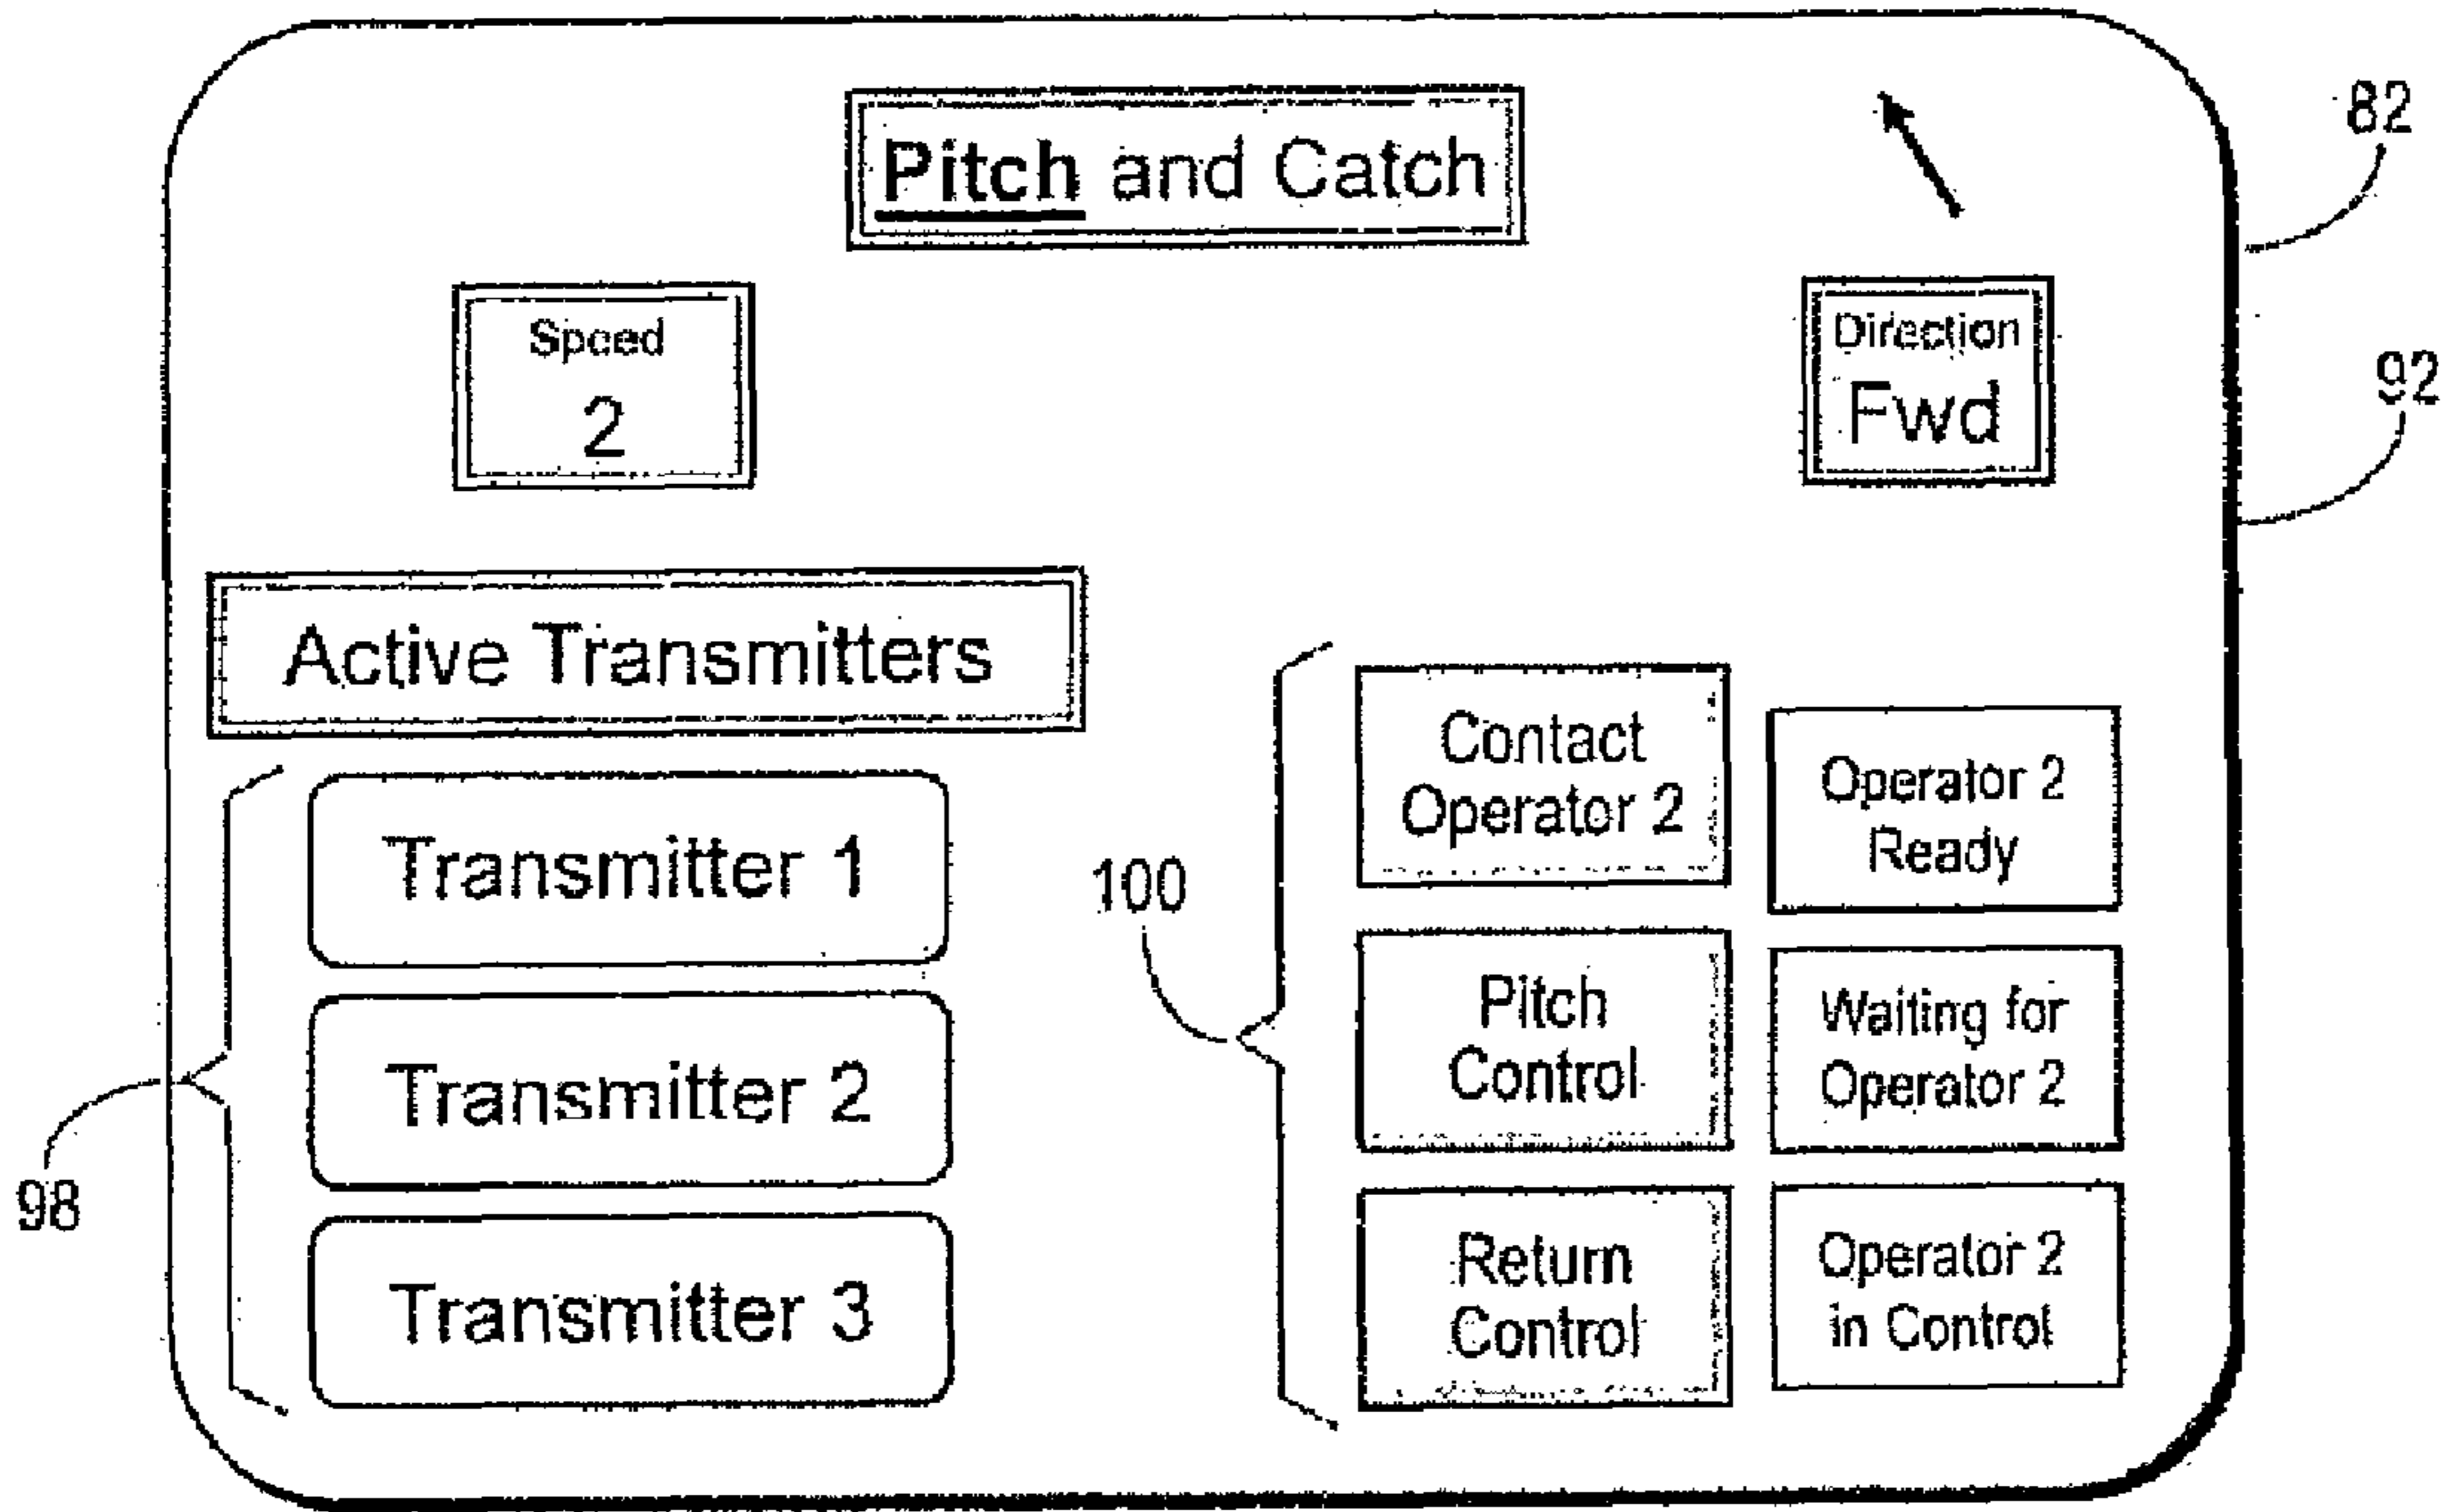 Pitch and Catch
82
Speed
2
Direction
Fwd
92
Active Transmitters
Transmitter 1
Transmitter 2
Transmitter 3
98
100
Contact
Operator 2
Operator 2
Ready
Pitch
Control
Waiting for
Operator 2
Return
Control
Operator 2
in Control